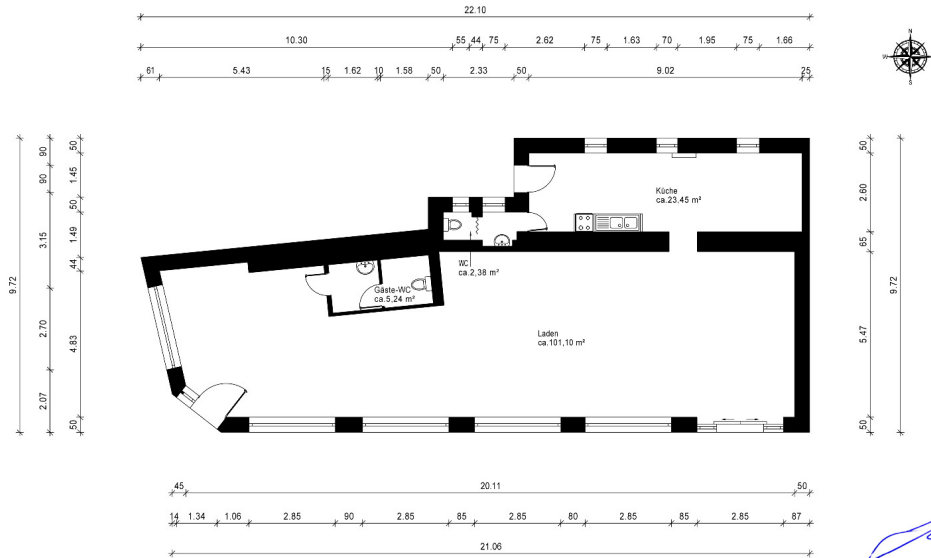 22.10
10.30 55 44 75 2.62 75 1.63 70 1.95 75 1.66
61 5.43 15 1.62 10 1.58 50 2.33 50 9.02 25
N
W
S
9.72
90 90 3.15 2.70 2.07
50 1.45 50 1.49 44 4.83 50
Küche
ca.23.45 m²
WC
ca.2,38 m²
Gäste-WC
ca.5,24 m²
Laden
ca.101,10 m²
50 2.60 65 5.47 50
9.72
45 20.11 50
14 1.34 1.06 2.85 90 2.85 85 2.85 80 2.85 85 2.85 87
21.06